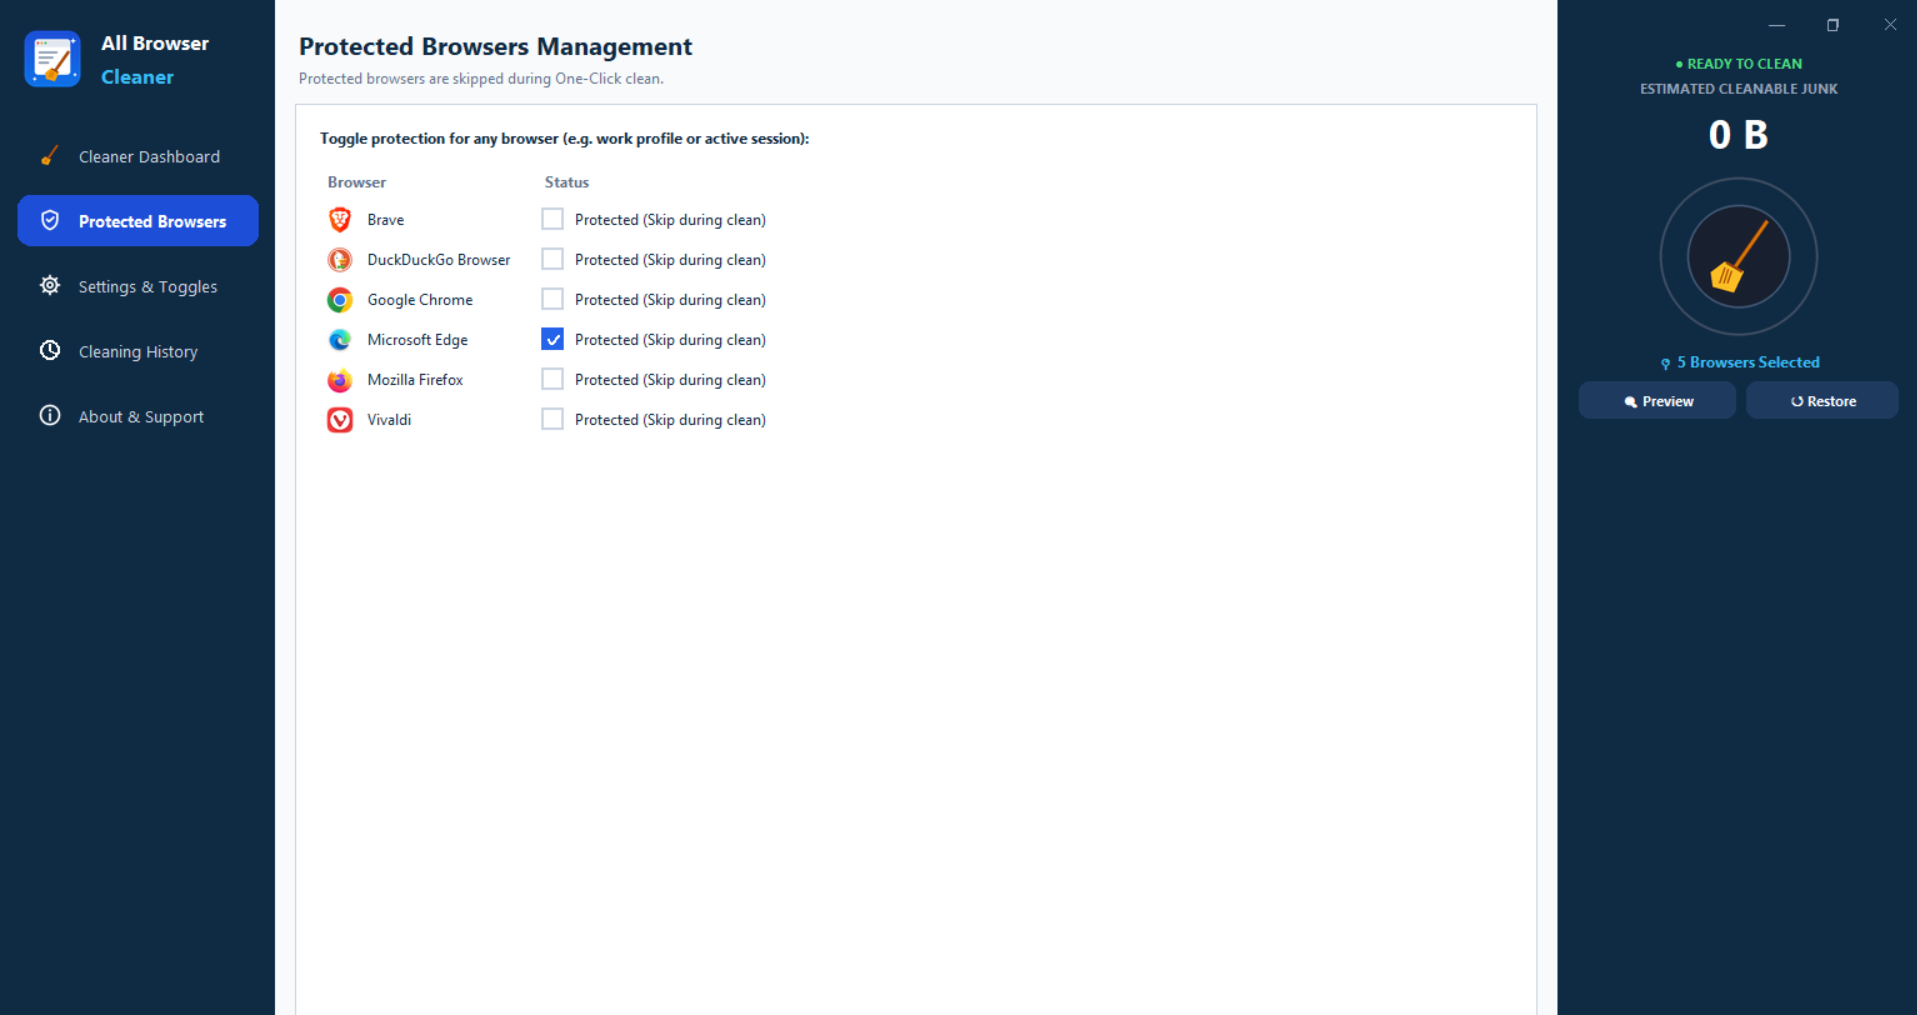 All Browser
Cleaner
Cleaner Dashboard
Protected Browsers
Settings & Toggles
Cleaning History
About & Support
Protected Browsers Management
Protected browsers are skipped during One-Click clean.
Toggle protection for any browser (e.g. work profile or active session):
Browser Status
Brave Protected (Skip during clean)
DuckDuckGo Browser Protected (Skip during clean)
Google Chrome Protected (Skip during clean)
Microsoft Edge Protected (Skip during clean)
Mozilla Firefox Protected (Skip during clean)
Vivaldi Protected (Skip during clean)
● READY TO CLEAN
ESTIMATED CLEANABLE JUNK
0 B
5 Browsers Selected
Preview Restore